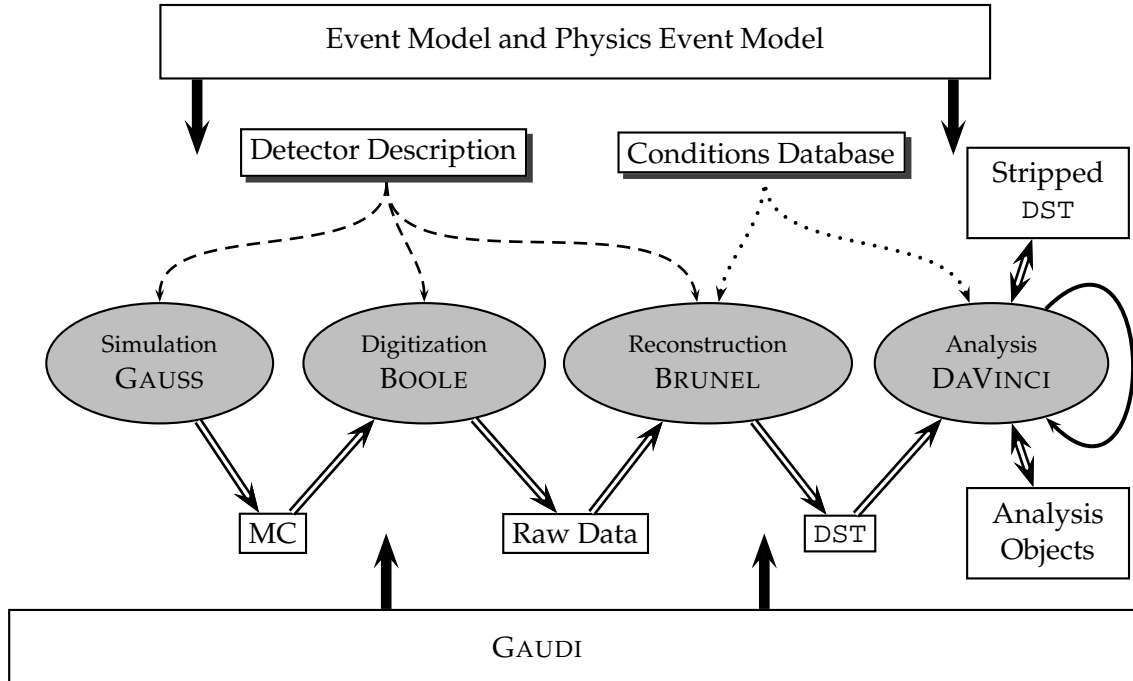 Event Model and Physics Event Model
Detector Description
Conditions Database
Stripped
DST
Simulation
GAUSS
Digitization
BOOLE
Reconstruction
BRUNEL
Analysis
DAVINCI
MC
Raw Data
DST
Analysis
Objects
GAUDI